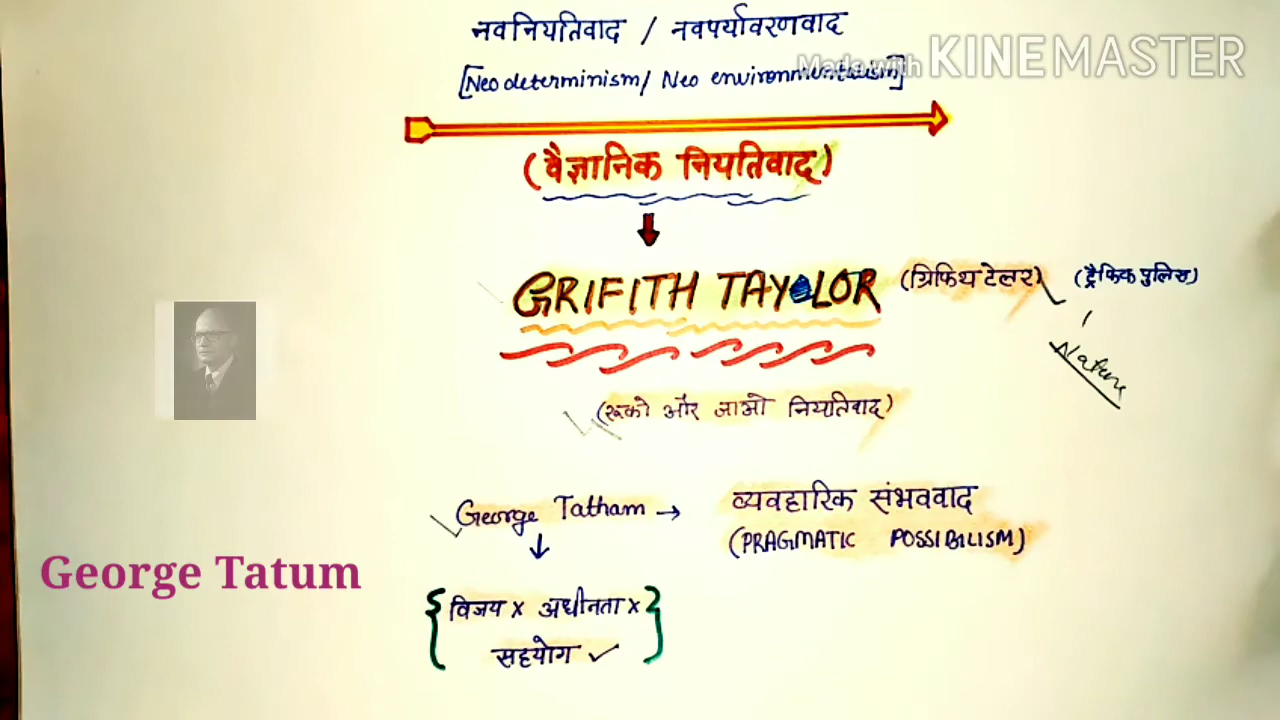 नवनियतिवाद / नवपर्यावरणवाद
Made with KINEMASTER
[Neo determinism/ Neo environmentalism]
(वैज्ञानिक नियतिवाद)
GRIFITH TAYLOR (ग्रिफिथ टेलर) (ट्रैफिक पुलिस)
Nature
(रूको और जाओ नियतिवाद)
George Tatham → व्यवहारिक संभववाद
(PRAGMATIC POSSIBILISM)
George Tatum
{विजय x अधीनता x}
सहयोग ✓